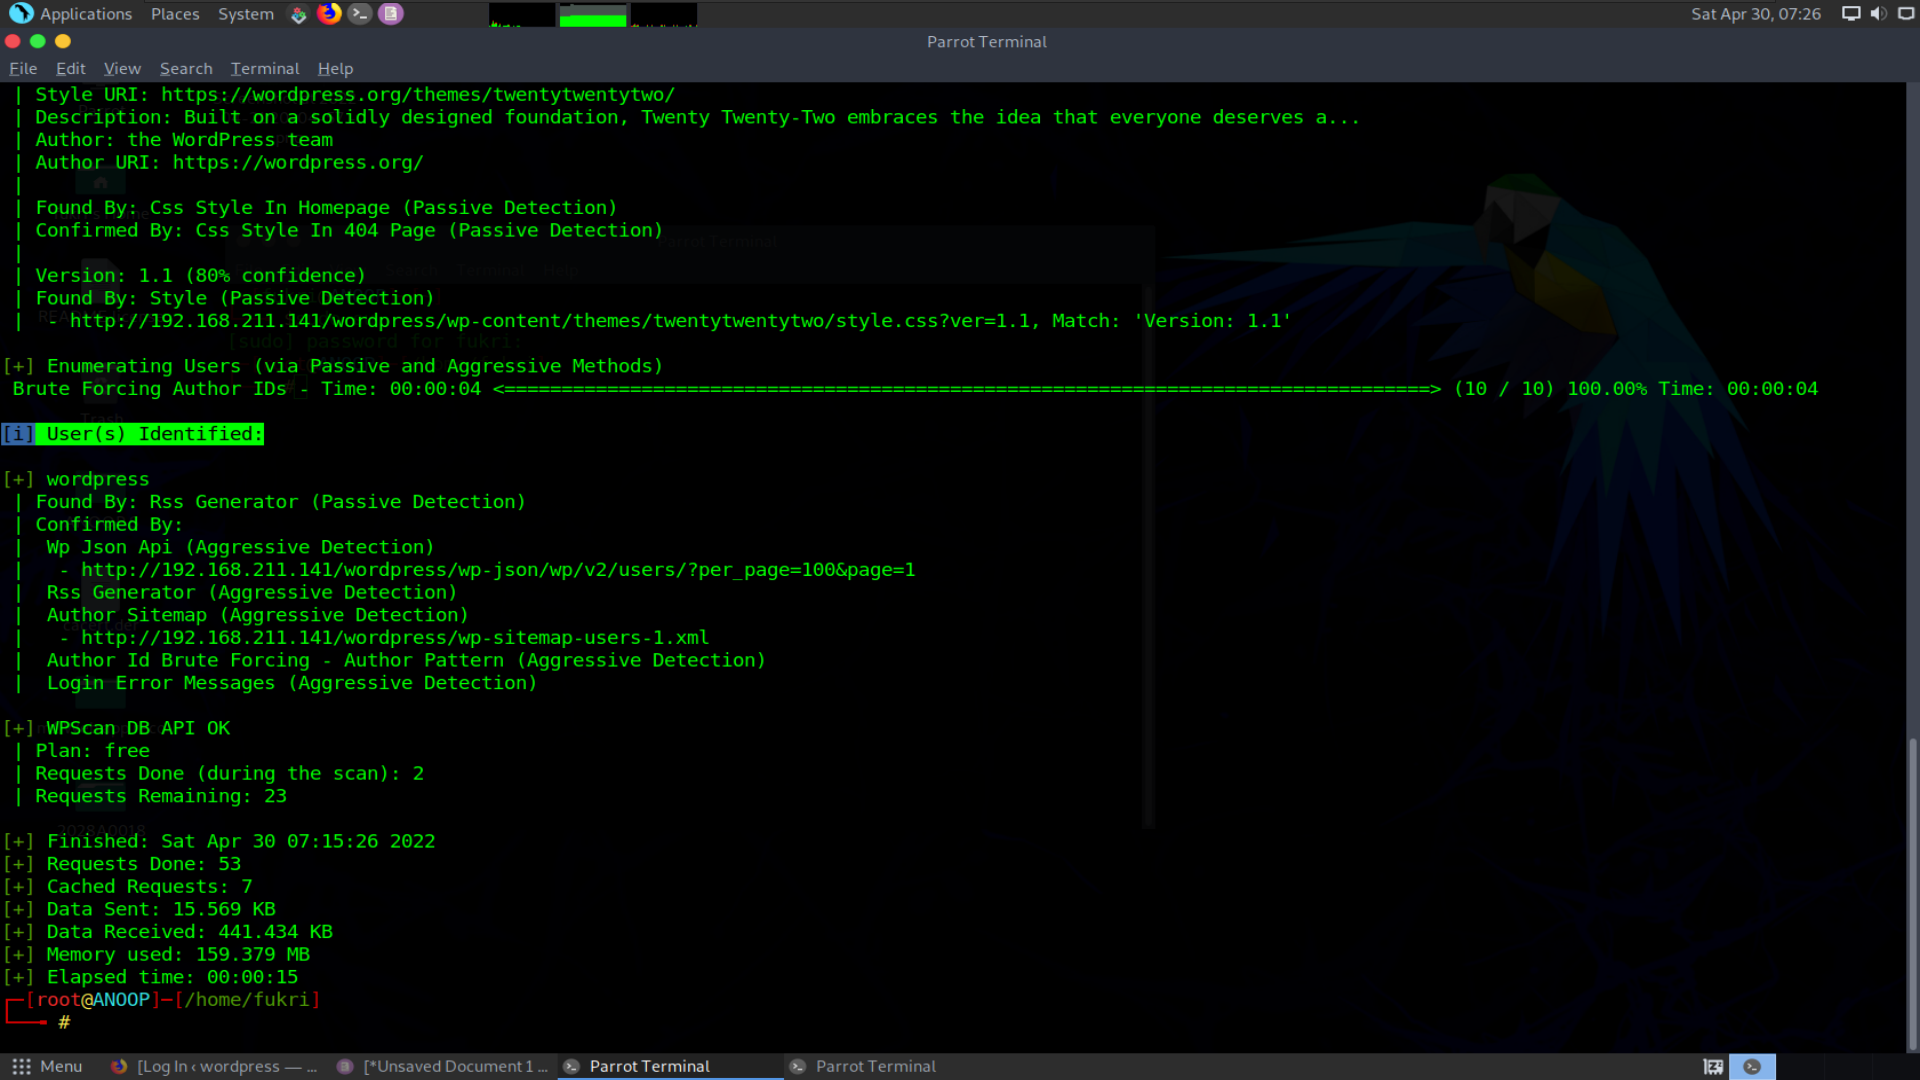 Applications Places System Sat Apr 30, 07:26
Parrot Terminal
File Edit View Search Terminal Help
| Style URI: https://wordpress.org/themes/twentytwentytwo/
| Description: Built on a solidly designed foundation, Twenty Twenty-Two embraces the idea that everyone deserves a...
| Author: the WordPress team
| Author URI: https://wordpress.org/
|
| Found By: Css Style In Homepage (Passive Detection)
| Confirmed By: Css Style In 404 Page (Passive Detection)
|
| Version: 1.1 (80% confidence)
| Found By: Style (Passive Detection)
|  - http://192.168.211.141/wordpress/wp-content/themes/twentytwentytwo/style.css?ver=1.1, Match: 'Version: 1.1'
[sudo] password for fukri:
[+] Enumerating Users (via Passive and Aggressive Methods)
Brute Forcing Author IDs - Time: 00:00:04 <=================================================================================> (10 / 10) 100.00% Time: 00:00:04
Trash
[i] User(s) Identified:
[+] wordpress
| Found By: Rss Generator (Passive Detection)
| Confirmed By:
|  Wp Json Api (Aggressive Detection)
|   - http://192.168.211.141/wordpress/wp-json/wp/v2/users/?per_page=100&page=1
|  Rss Generator (Aggressive Detection)
|  Author Sitemap (Aggressive Detection)
|   - http://192.168.211.141/wordpress/wp-sitemap-users-1.xml
|  Author Id Brute Forcing - Author Pattern (Aggressive Detection)
|  Login Error Messages (Aggressive Detection)
[+] WPScan DB API OK
| Plan: free
| Requests Done (during the scan): 2
| Requests Remaining: 23
[+] Finished: Sat Apr 30 07:15:26 2022
[+] Requests Done: 53
[+] Cached Requests: 7
[+] Data Sent: 15.569 KB
[+] Data Received: 441.434 KB
[+] Memory used: 159.379 MB
[+] Elapsed time: 00:00:15
┌─[root@ANOOP]─[/home/fukri]
└──╼ #
Menu [Log In ‹ wordpress — ... [*Unsaved Document 1 ... Parrot Terminal Parrot Terminal